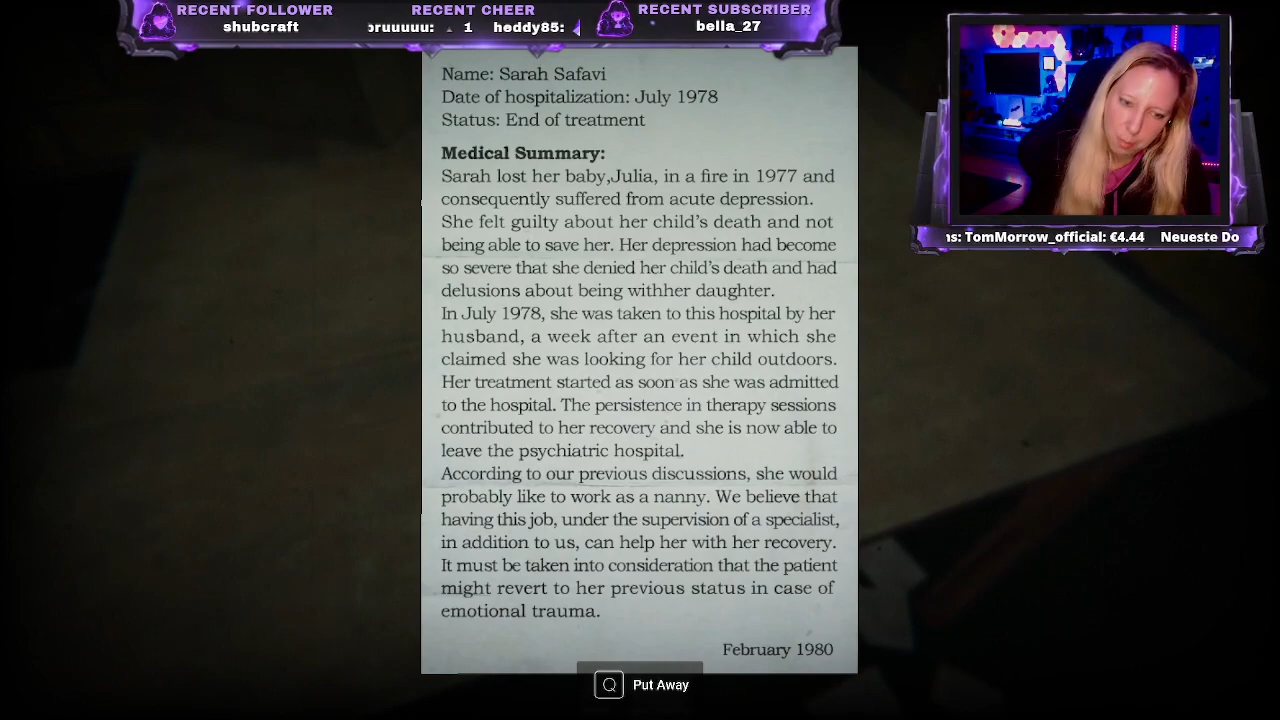 RECENT FOLLOWER
shubcraft
RECENT CHEER
oruuuuu: 1 heddy85:
RECENT SUBSCRIBER
bella_27
Name: Sarah Safavi
Date of hospitalization: July 1978
Status: End of treatment
Medical Summary:
Sarah lost her baby,Julia, in a fire in 1977 and
consequently suffered from acute depression.
She felt guilty about her child's death and not
being able to save her. Her depression had become
so severe that she denied her child's death and had
delusions about being withher daughter.
In July 1978, she was taken to this hospital by her
husband, a week after an event in which she
claimed she was looking for her child outdoors.
Her treatment started as soon as she was admitted
to the hospital. The persistence in therapy sessions
contributed to her recovery and she is now able to
leave the psychiatric hospital.
According to our previous discussions, she would
probably like to work as a nanny. We believe that
having this job, under the supervision of a specialist,
in addition to us, can help her with her recovery.
It must be taken into consideration that the patient
might revert to her previous status in case of
emotional trauma.
February 1980
Q Put Away
ns: TomMorrow_official: €4.44 Neueste Do